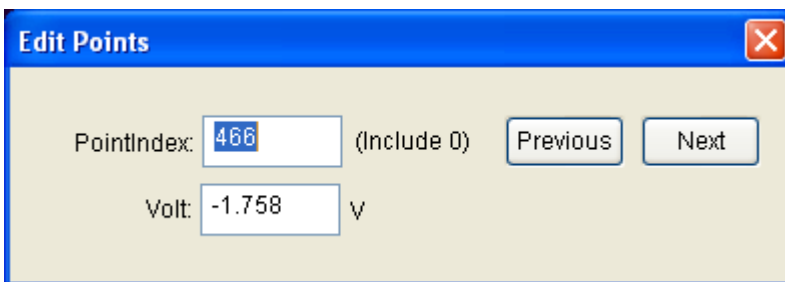 Edit Points
PointIndex: 466 (Include 0) Previous Next
Volt: -1.758 V